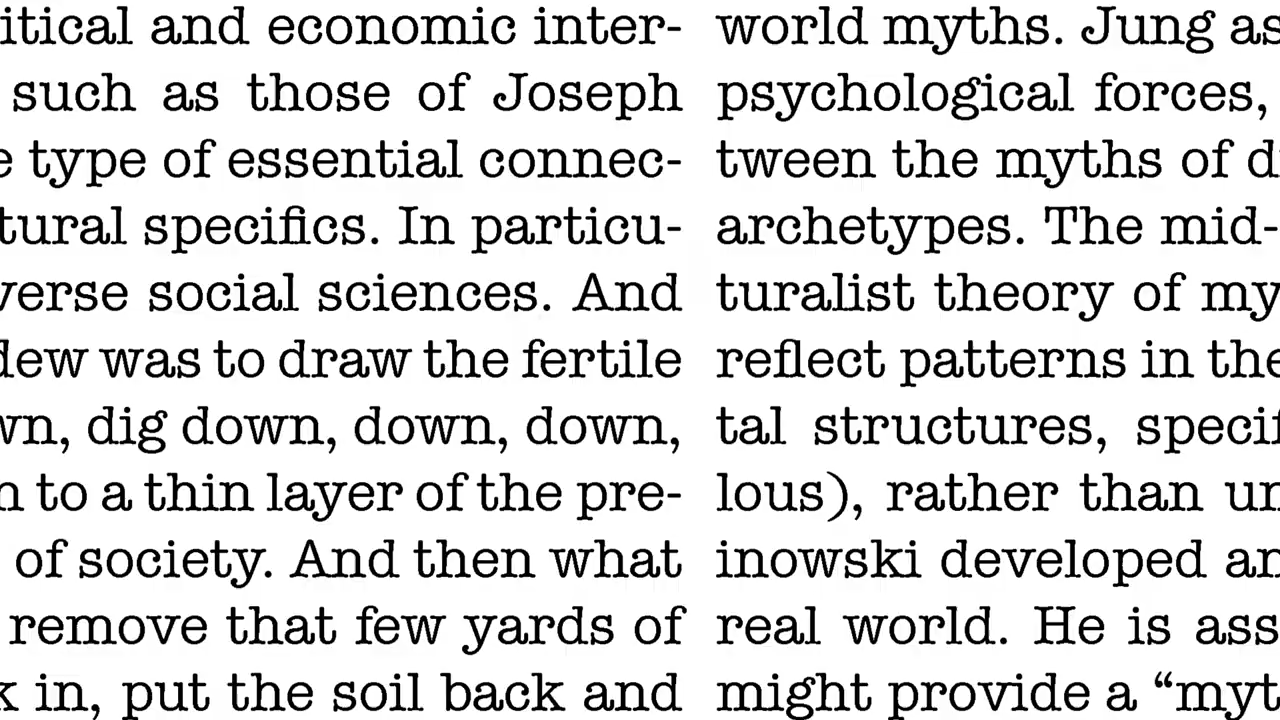 itical and economic inter-
such as those of Joseph
type of essential connec-
tural specifics. In particu-
verse social sciences. And
dew was to draw the fertile
wn, dig down, down, down,
to a thin layer of the pre-
of society. And then what
remove that few yards of
k in, put the soil back and
world myths. Jung as
psychological forces,
tween the myths of d
archetypes. The mid-
turalist theory of my
reflect patterns in the
tal structures, specif
lous), rather than un
inowski developed an
real world. He is ass
might provide a “myt